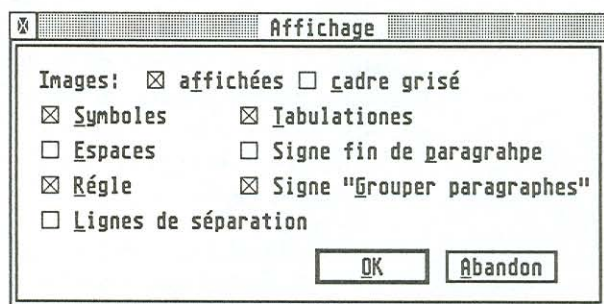 Affichage
Images: affichées cadre grisé
Symboles Tabulationes
Espaces Signe fin de paragrahpe
Régle Signe "Grouper paragraphes"
Lignes de séparation
OK Abandon